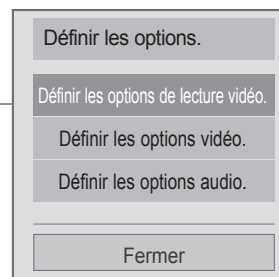 Définir les options.
Définir les options de lecture vidéo.
Définir les options vidéo.
Définir les options audio.
Fermer